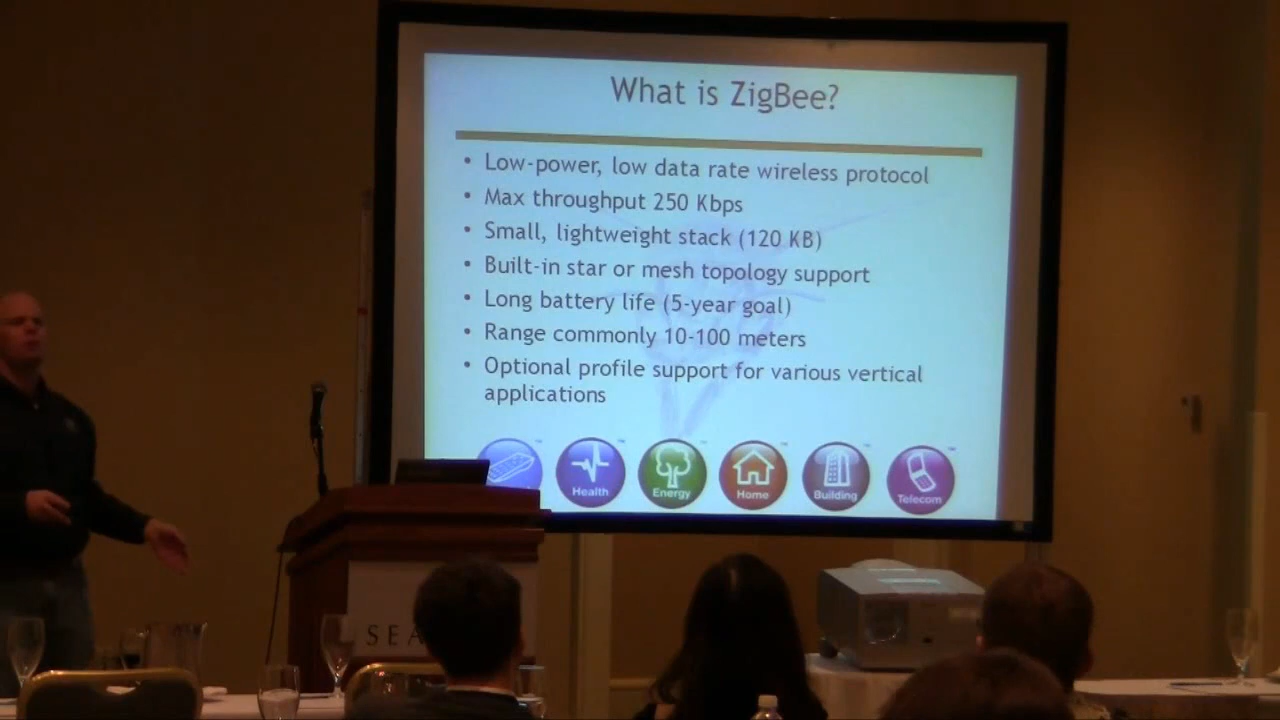 What is ZigBee?
• Low-power, low data rate wireless protocol
• Max throughput 250 Kbps
• Small, lightweight stack (120 KB)
• Built-in star or mesh topology support
• Long battery life (5-year goal)
• Range commonly 10-100 meters
• Optional profile support for various vertical
applications
Health
Energy
Home
Building
Telecom
SEA